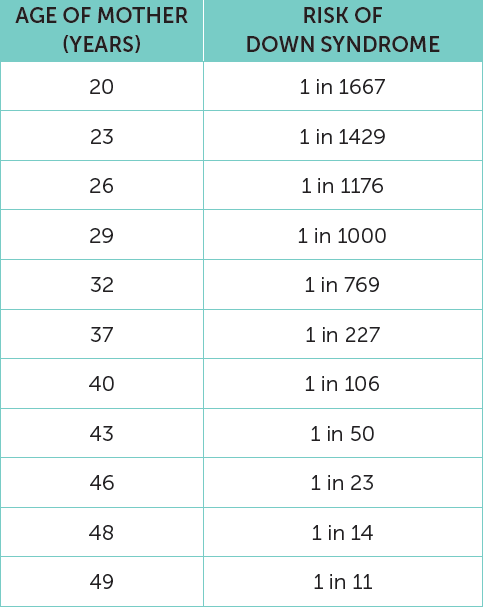 AGE OF MOTHER RISK OF
(YEARS) DOWN SYNDROME
20 1 in 1667
23 1 in 1429
26 1 in 1176
29 1 in 1000
32 1 in 769
37 1 in 227
40 1 in 106
43 1 in 50
46 1 in 23
48 1 in 14
49 1 in 11